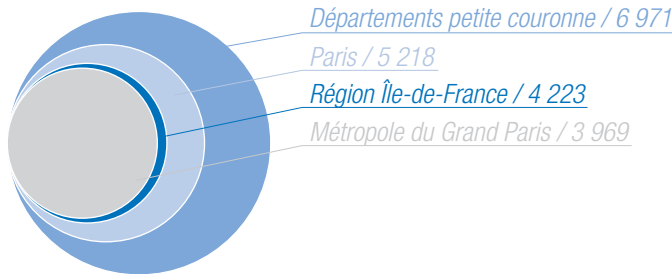 Départements petite couronne / 6 971
Paris / 5 218
Région Île-de-France / 4 223
Métropole du Grand Paris / 3 969